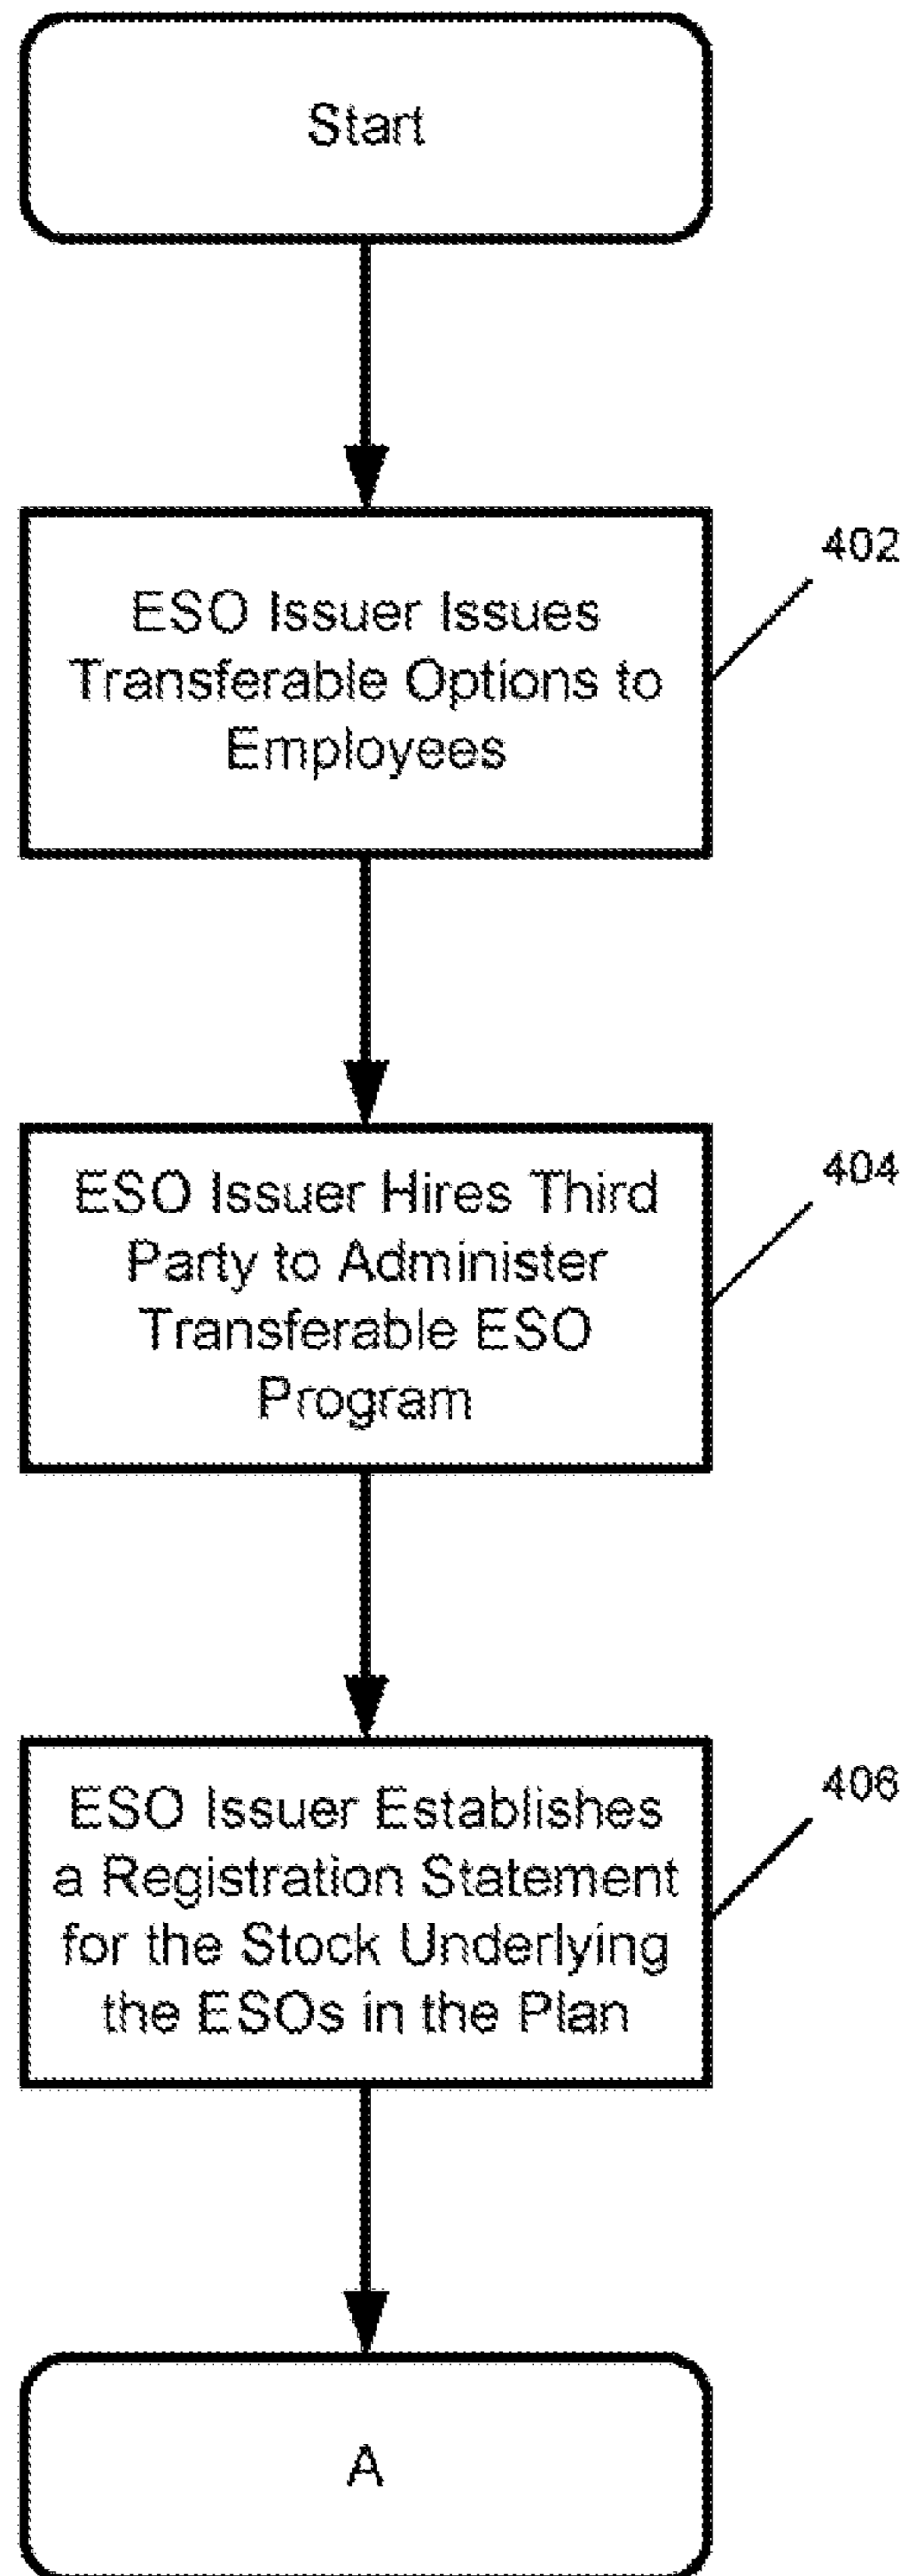 Start
402
ESO Issuer Issues
Transferable Options to
Employees
404
ESO Issuer Hires Third
Party to Administer
Transferable ESO
Program
406
ESO Issuer Establishes
a Registration Statement
for the Stock Underlying
the ESOs in the Plan
A